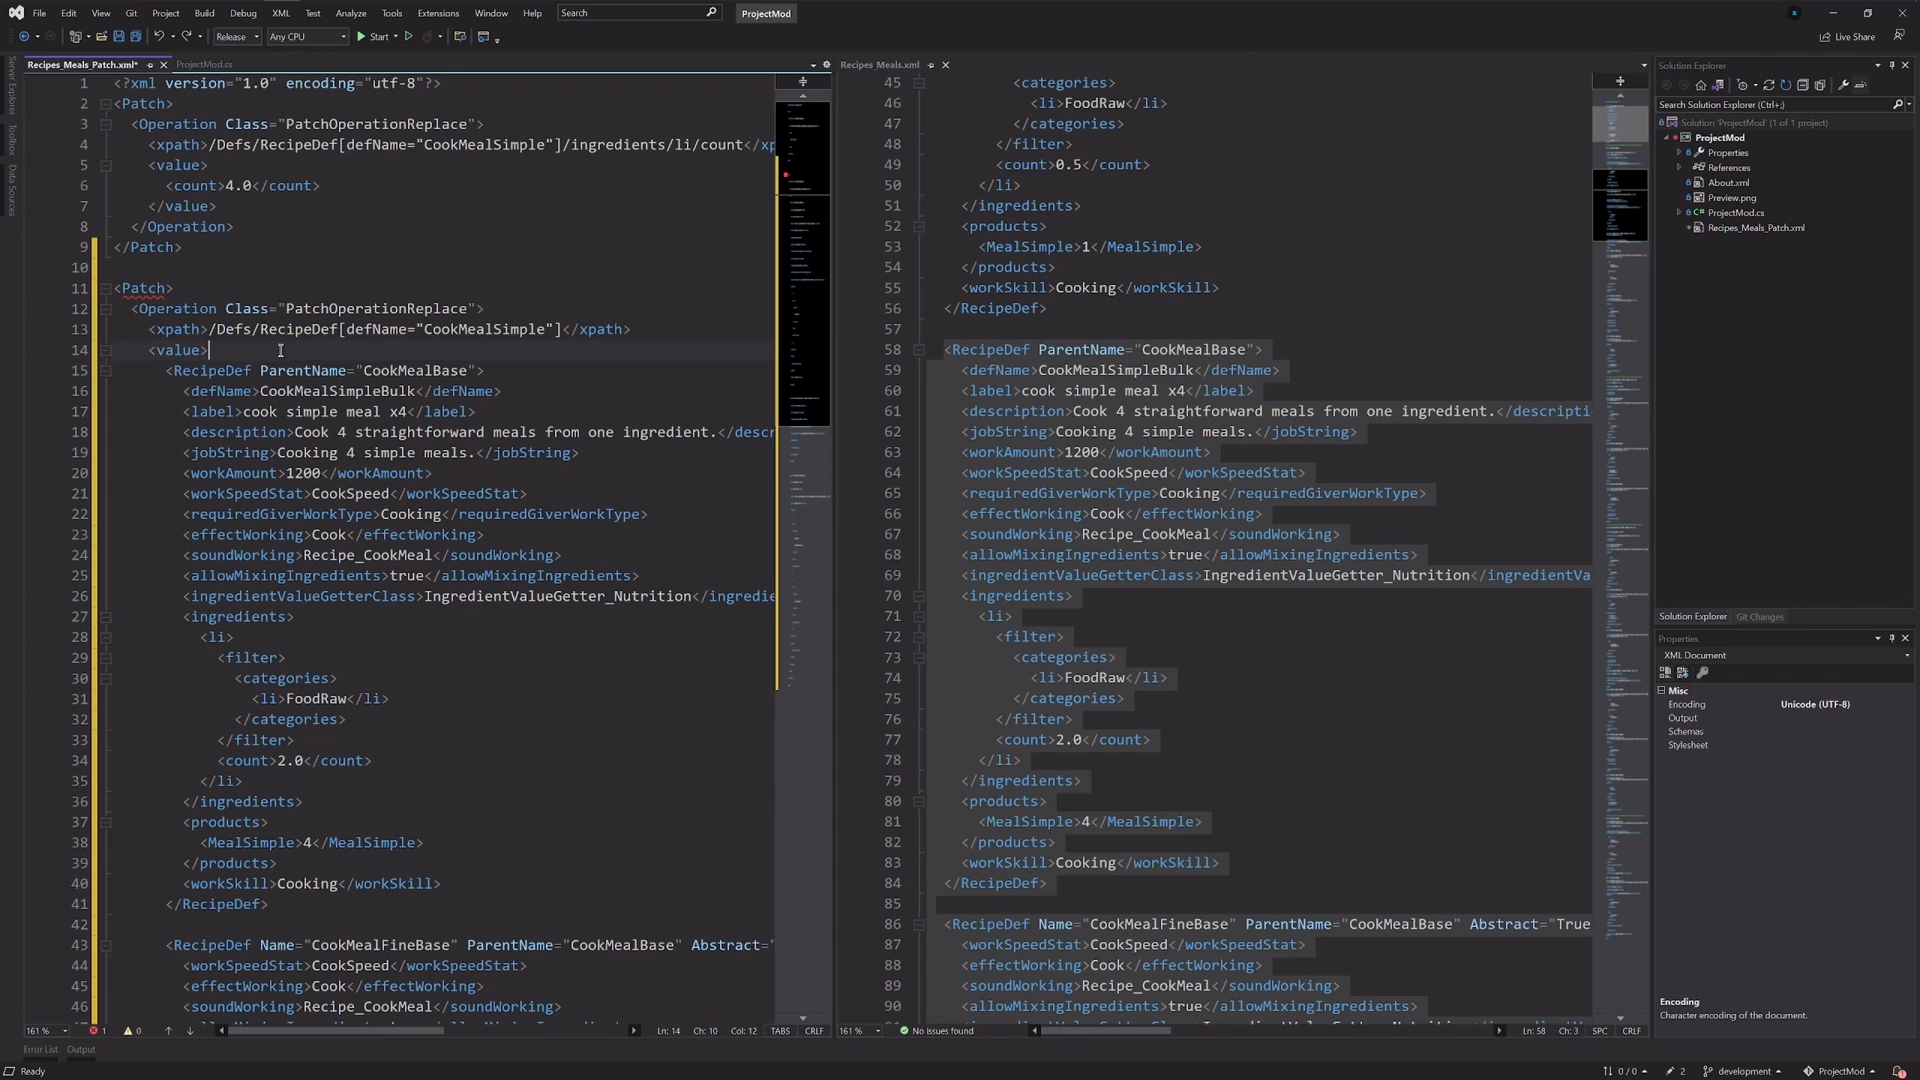 File Edit View Git Project Build Debug XML Test Analyze Tools Extensions Window Help Search ProjectMod
Release Any CPU Start Live Share
Recipes_Meals_Patch.xml* ProjectMod.cs
1 <?xml version="1.0" encoding="utf-8"?>
2 <Patch>
3 <Operation Class="PatchOperationReplace">
4 <xpath>/Defs/RecipeDef[defName="CookMealSimple"]/ingredients/li/count</xp
5 <value>
6 <count>4.0</count>
7 </value>
8 </Operation>
9 </Patch>
10
11 <Patch>
12 <Operation Class="PatchOperationReplace">
13 <xpath>/Defs/RecipeDef[defName="CookMealSimple"]</xpath>
14 <value>
15 <RecipeDef ParentName="CookMealBase">
16 <defName>CookMealSimpleBulk</defName>
17 <label>cook simple meal x4</label>
18 <description>Cook 4 straightforward meals from one ingredient.</descr
19 <jobString>Cooking 4 simple meals.</jobString>
20 <workAmount>1200</workAmount>
21 <workSpeedStat>CookSpeed</workSpeedStat>
22 <requiredGiverWorkType>Cooking</requiredGiverWorkType>
23 <effectWorking>Cook</effectWorking>
24 <soundWorking>Recipe_CookMeal</soundWorking>
25 <allowMixingIngredients>true</allowMixingIngredients>
26 <ingredientValueGetterClass>IngredientValueGetter_Nutrition</ingredie
27 <ingredients>
28 <li>
29 <filter>
30 <categories>
31 <li>FoodRaw</li>
32 </categories>
33 </filter>
34 <count>2.0</count>
35 </li>
36 </ingredients>
37 <products>
38 <MealSimple>4</MealSimple>
39 </products>
40 <workSkill>Cooking</workSkill>
41 </RecipeDef>
42
43 <RecipeDef Name="CookMealFineBase" ParentName="CookMealBase" Abstract="
44 <workSpeedStat>CookSpeed</workSpeedStat>
45 <effectWorking>Cook</effectWorking>
46 <soundWorking>Recipe_CookMeal</soundWorking>
161 % 1 0 Ln: 14 Ch: 10 Col: 12 TABS CRLF
Recipes_Meals.xml
45 <categories>
46 <li>FoodRaw</li>
47 </categories>
48 </filter>
49 <count>0.5</count>
50 </li>
51 </ingredients>
52 <products>
53 <MealSimple>1</MealSimple>
54 </products>
55 <workSkill>Cooking</workSkill>
56 </RecipeDef>
57
58 <RecipeDef ParentName="CookMealBase">
59 <defName>CookMealSimpleBulk</defName>
60 <label>cook simple meal x4</label>
61 <description>Cook 4 straightforward meals from one ingredient.</descripti
62 <jobString>Cooking 4 simple meals.</jobString>
63 <workAmount>1200</workAmount>
64 <workSpeedStat>CookSpeed</workSpeedStat>
65 <requiredGiverWorkType>Cooking</requiredGiverWorkType>
66 <effectWorking>Cook</effectWorking>
67 <soundWorking>Recipe_CookMeal</soundWorking>
68 <allowMixingIngredients>true</allowMixingIngredients>
69 <ingredientValueGetterClass>IngredientValueGetter_Nutrition</ingredientVa
70 <ingredients>
71 <li>
72 <filter>
73 <categories>
74 <li>FoodRaw</li>
75 </categories>
76 </filter>
77 <count>2.0</count>
78 </li>
79 </ingredients>
80 <products>
81 <MealSimple>4</MealSimple>
82 </products>
83 <workSkill>Cooking</workSkill>
84 </RecipeDef>
85
86 <RecipeDef Name="CookMealFineBase" ParentName="CookMealBase" Abstract="True
87 <workSpeedStat>CookSpeed</workSpeedStat>
88 <effectWorking>Cook</effectWorking>
89 <soundWorking>Recipe_CookMeal</soundWorking>
90 <allowMixingIngredients>true</allowMixingIngredients>
161 % No issues found Ln: 58 Ch: 3 SPC CRLF
Solution Explorer
Search Solution Explorer (Ctrl+;)
Solution 'ProjectMod' (1 of 1 project)
ProjectMod
Properties
References
About.xml
Preview.png
ProjectMod.cs
Recipes_Meals_Patch.xml
Solution Explorer Git Changes
Properties
XML Document
Misc
Encoding Unicode (UTF-8)
Output
Schemas
Stylesheet
Encoding
Character encoding of the document.
Server Explorer
Toolbox
Data Sources
Error List Output
Ready 0 / 0 2 development ProjectMod